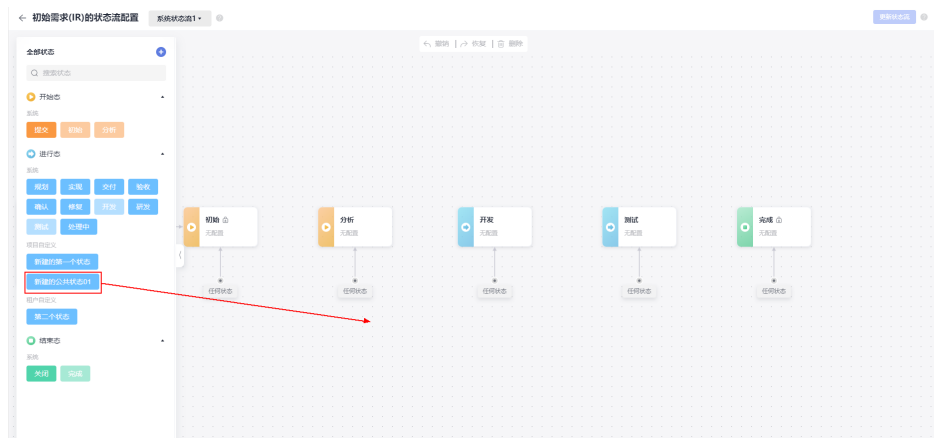 初始需求(IR)的状态流配置 系统状态流1
更新状态流
撤销 恢复 删除
全部状态
搜索状态
开始态
系统
提交 初始 分析
进行态
系统
规划 实现 交付 验收
确认 修复 开发 研发
测试 处理中
项目自定义
新建的第一个状态
新建的公共状态01
租户自定义
第二个状态
结束态
系统
关闭 完成
初始
无配置
任何状态
分析
无配置
任何状态
开发
无配置
任何状态
测试
无配置
任何状态
完成
无配置
任何状态